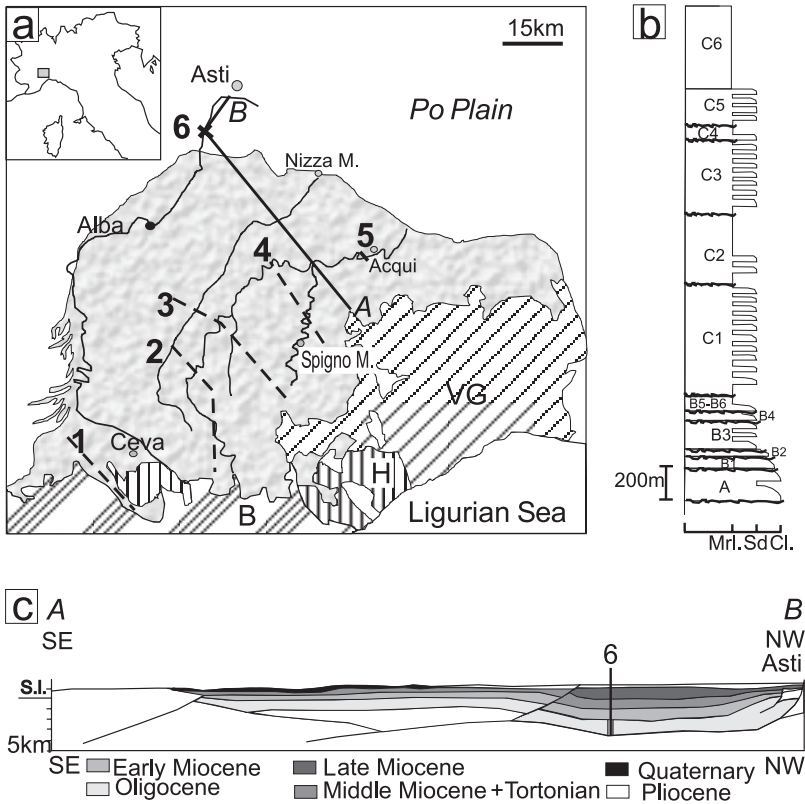 a
15km
Asti
B
Po Plain
6
Nizza M.
Alba
4
5
Acqui
3
A
2
Spigno M.
VG
1
Ceva
H
B
Ligurian Sea
b
C6
C5
C4
C3
C2
C1
B5-B6
B4
B3
B2
B1
A
200m
Mrl. Sd Cl.
c
A B
SE NW
Asti
6
S.l.
5km
SE NW
Early Miocene Late Miocene Quaternary
Oligocene Middle Miocene +Tortonian Pliocene